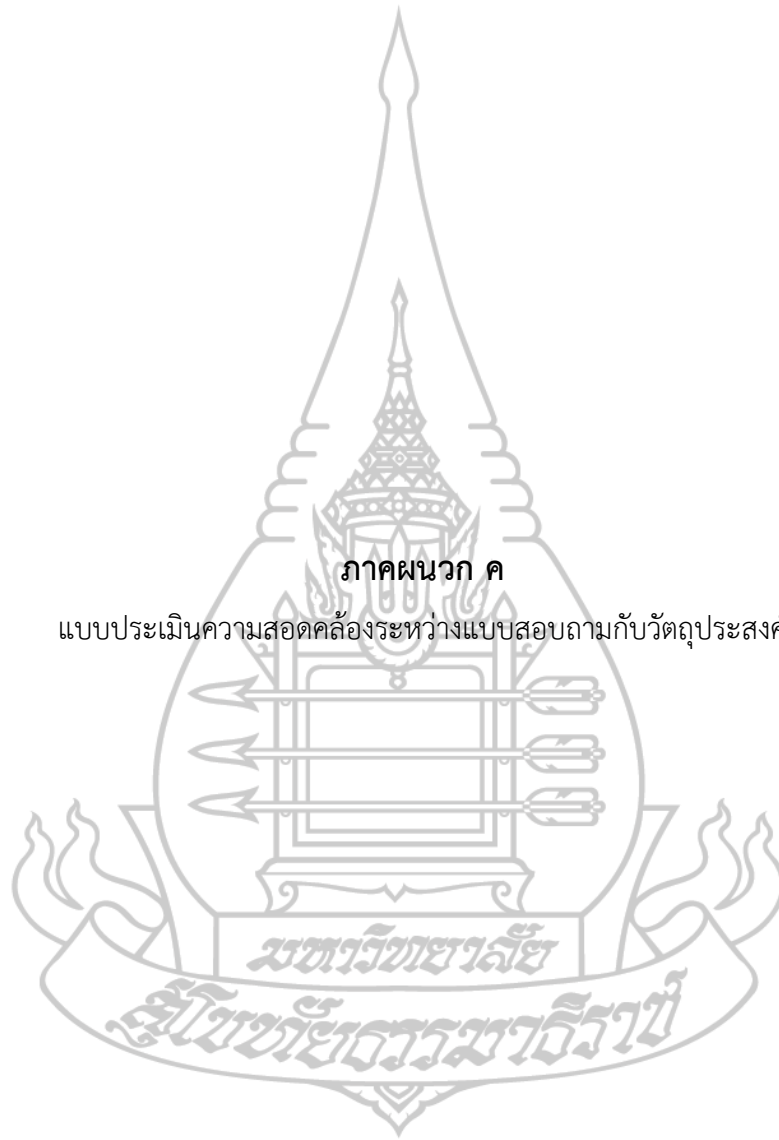 ภาคผนวก ค
แบบประเมินความสอดคล้องระหว่างแบบสอบถามกับวัตถุประสงค์
มหาวิทยาลัย
สุโขทัยธรรมาธิราช